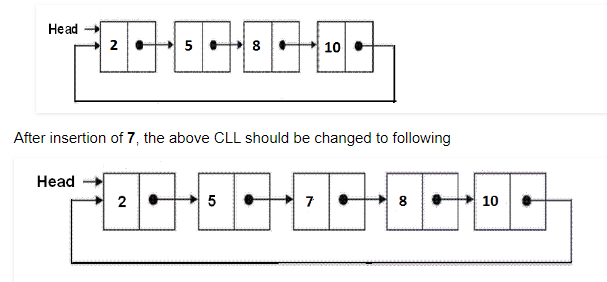 Head
2 5 8 10
After insertion of 7, the above CLL should be changed to following
Head
2 5 7 8 10